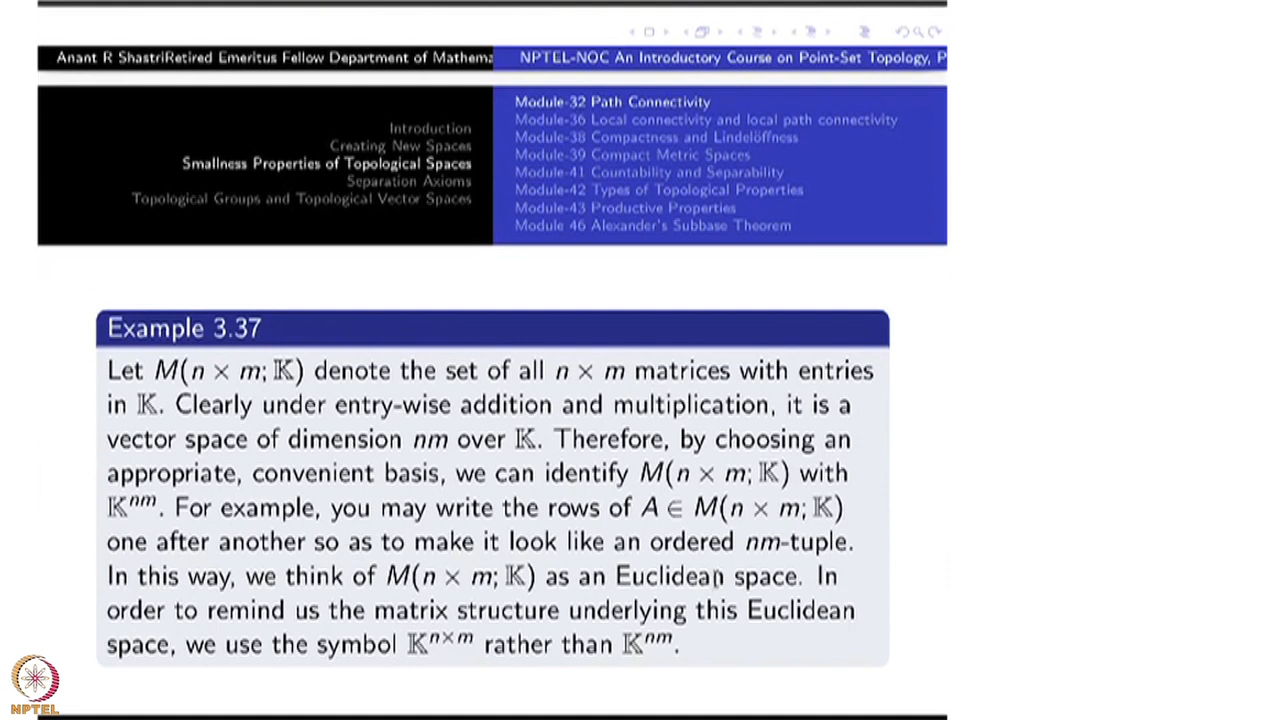 Anant R ShastriRetired Emeritus Fellow Department of Mathema
NPTEL-NOC An Introductory Course on Point-Set Topology, P
Introduction
Creating New Spaces
Smallness Properties of Topological Spaces
Separation Axioms
Topological Groups and Topological Vector Spaces
Module-32 Path Connectivity
Module-36 Local connectivity and local path connectivity
Module-38 Compactness and Lindelöffness
Module-39 Compact Metric Spaces
Module-41 Countability and Separability
Module-42 Types of Topological Properties
Module-43 Productive Properties
Module 46 Alexander's Subbase Theorem
Example 3.37
Let M(n × m; 𝕂) denote the set of all n × m matrices with entries
in 𝕂. Clearly under entry-wise addition and multiplication, it is a
vector space of dimension nm over 𝕂. Therefore, by choosing an
appropriate, convenient basis, we can identify M(n × m; 𝕂) with
𝕂^{nm}. For example, you may write the rows of A ∈ M(n × m; 𝕂)
one after another so as to make it look like an ordered nm-tuple.
In this way, we think of M(n × m; 𝕂) as an Euclidean space. In
order to remind us the matrix structure underlying this Euclidean
space, we use the symbol 𝕂^{n×m} rather than 𝕂^{nm}.
NPTEL